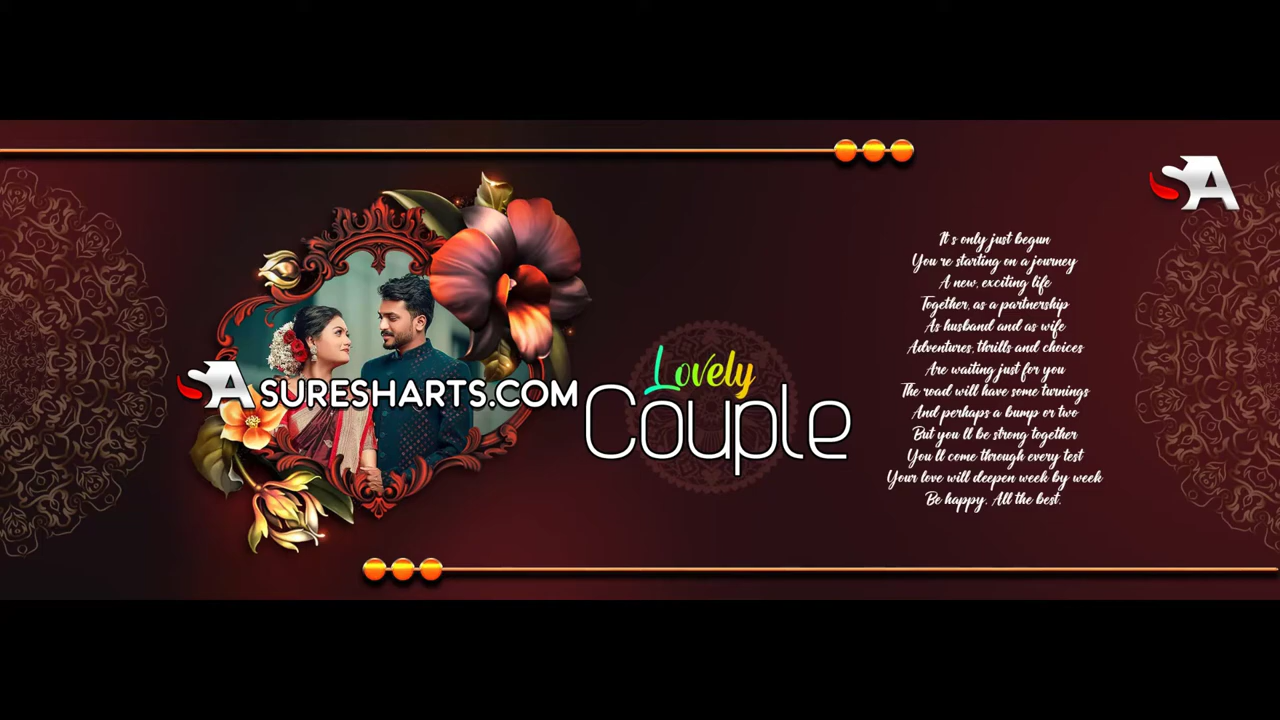 SA
SA SURESHARTS.COM
Lovely
Couple
It's only just begun
You're starting on a journey
A new, exciting life
Together, as a partnership
As husband and as wife
Adventures, thrills and choices
Are waiting just for you
The road will have some turnings
And perhaps a bump or two
But you ll be strong together
You ll come through every test
Your love will deepen week by week
Be happy. All the best.